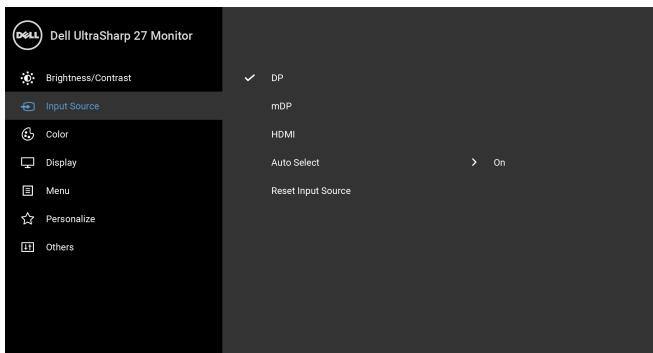 DELL
Dell UltraSharp 27 Monitor
Brightness/Contrast
DP
Input Source
mDP
Color
HDMI
Display
Auto Select
On
Menu
Reset Input Source
Personalize
Others